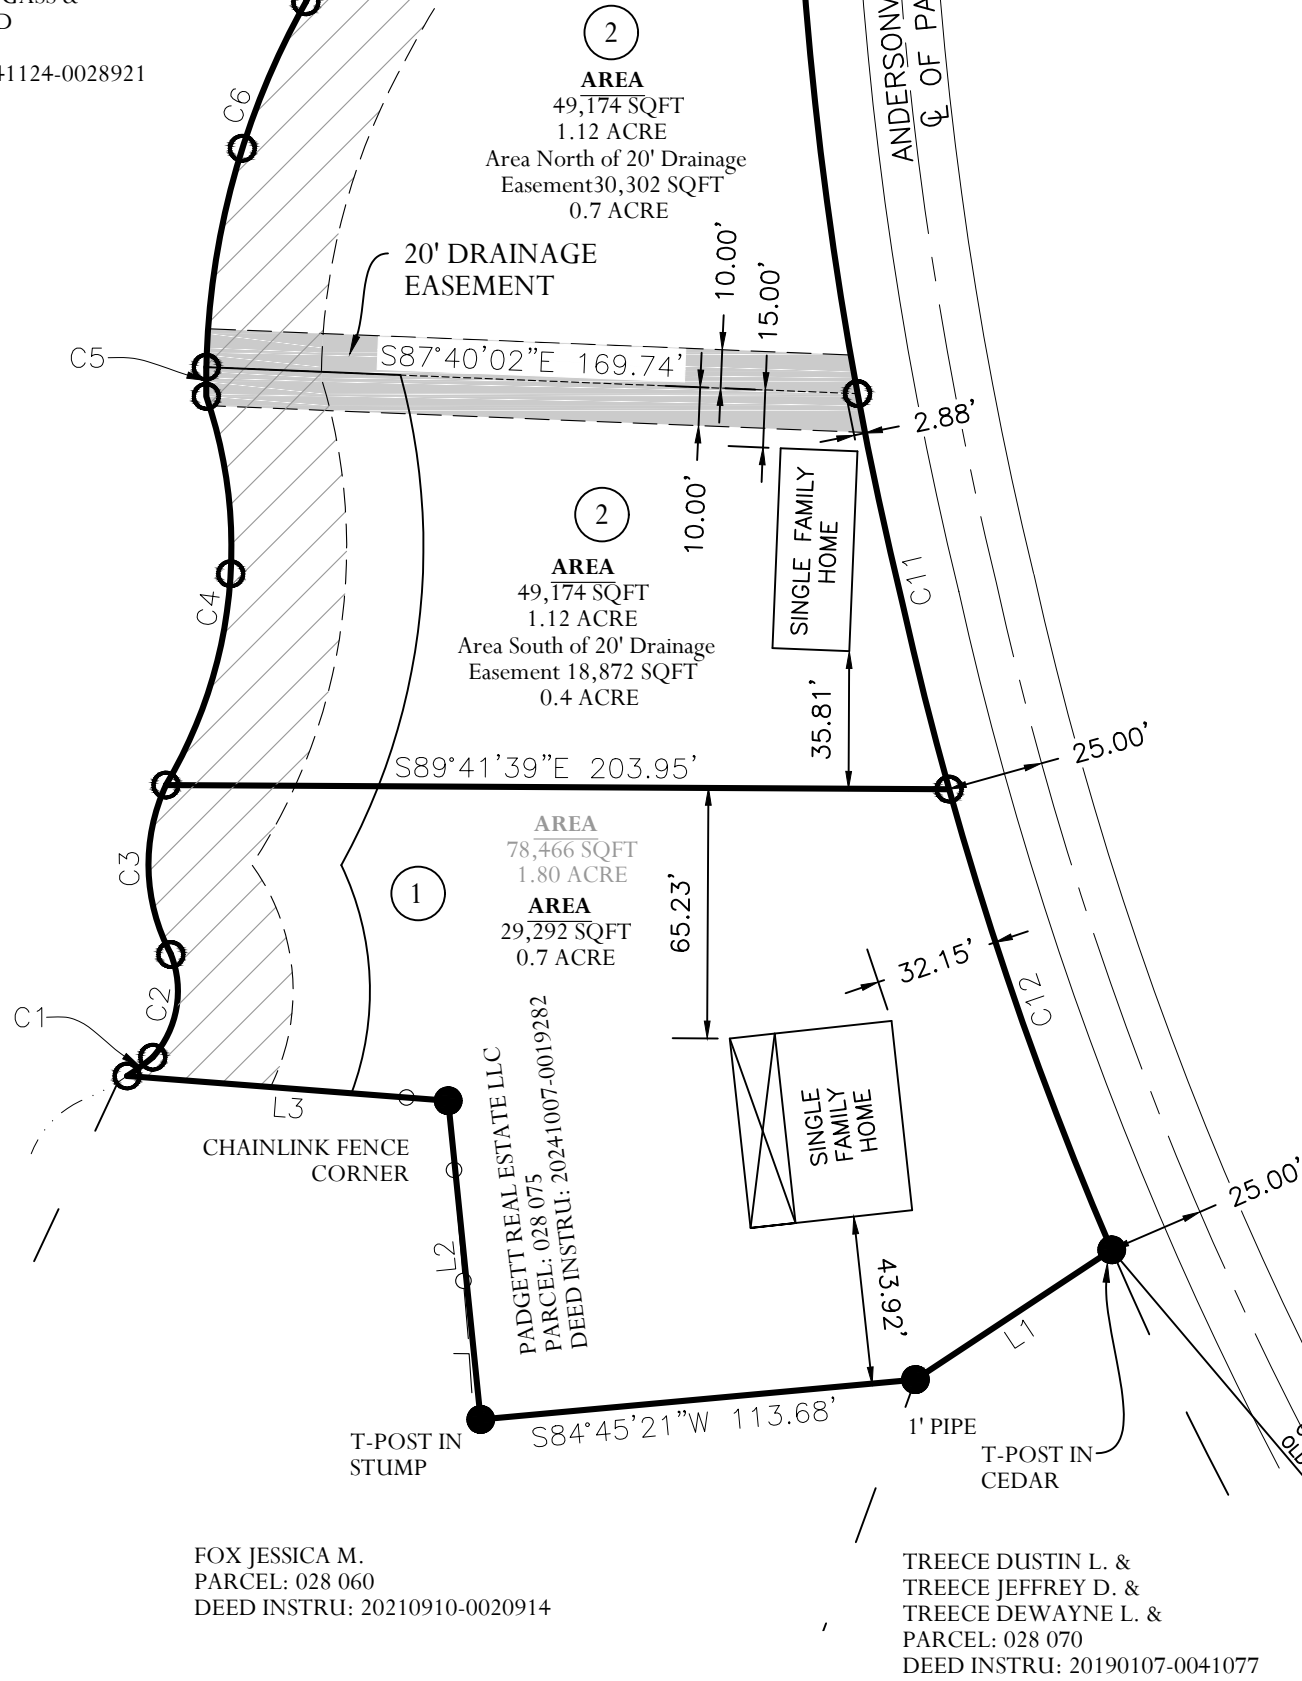 D
41124-0028921
C6
2
AREA
49,174 SQFT
1.12 ACRE
Area North of 20' Drainage
Easement30,302 SQFT
0.7 ACRE
℄ OF PA
20' DRAINAGE
EASEMENT
10.00'
15.00'
C5
S87°40'02"E 169.74'
2.88'
10.00'
SINGLE FAMILY
HOME
2
AREA
49,174 SQFT
1.12 ACRE
Area South of 20' Drainage
Easement 18,872 SQFT
0.4 ACRE
C4
C11
35.81'
25.00'
S89°41'39"E 203.95'
AREA
78,466 SQFT
1.80 ACRE
C3
1
AREA
29,292 SQFT
0.7 ACRE
65.23'
32.15'
C12
C2
C1
L3
CHAINLINK FENCE
CORNER
PADGETT REAL ESTATE LLC
PARCEL: 028 075
DEED INSTRU: 20241007-0019282
SINGLE
FAMILY
HOME
25.00'
L2
43.92'
L1
S84°45'21"W 113.68'
T-POST IN
STUMP
1' PIPE
T-POST IN
CEDAR
FOX JESSICA M.
PARCEL: 028 060
DEED INSTRU: 20210910-0020914
TREECE DUSTIN L. &
TREECE JEFFREY D. &
TREECE DEWAYNE L. &
PARCEL: 028 070
DEED INSTRU: 20190107-0041077